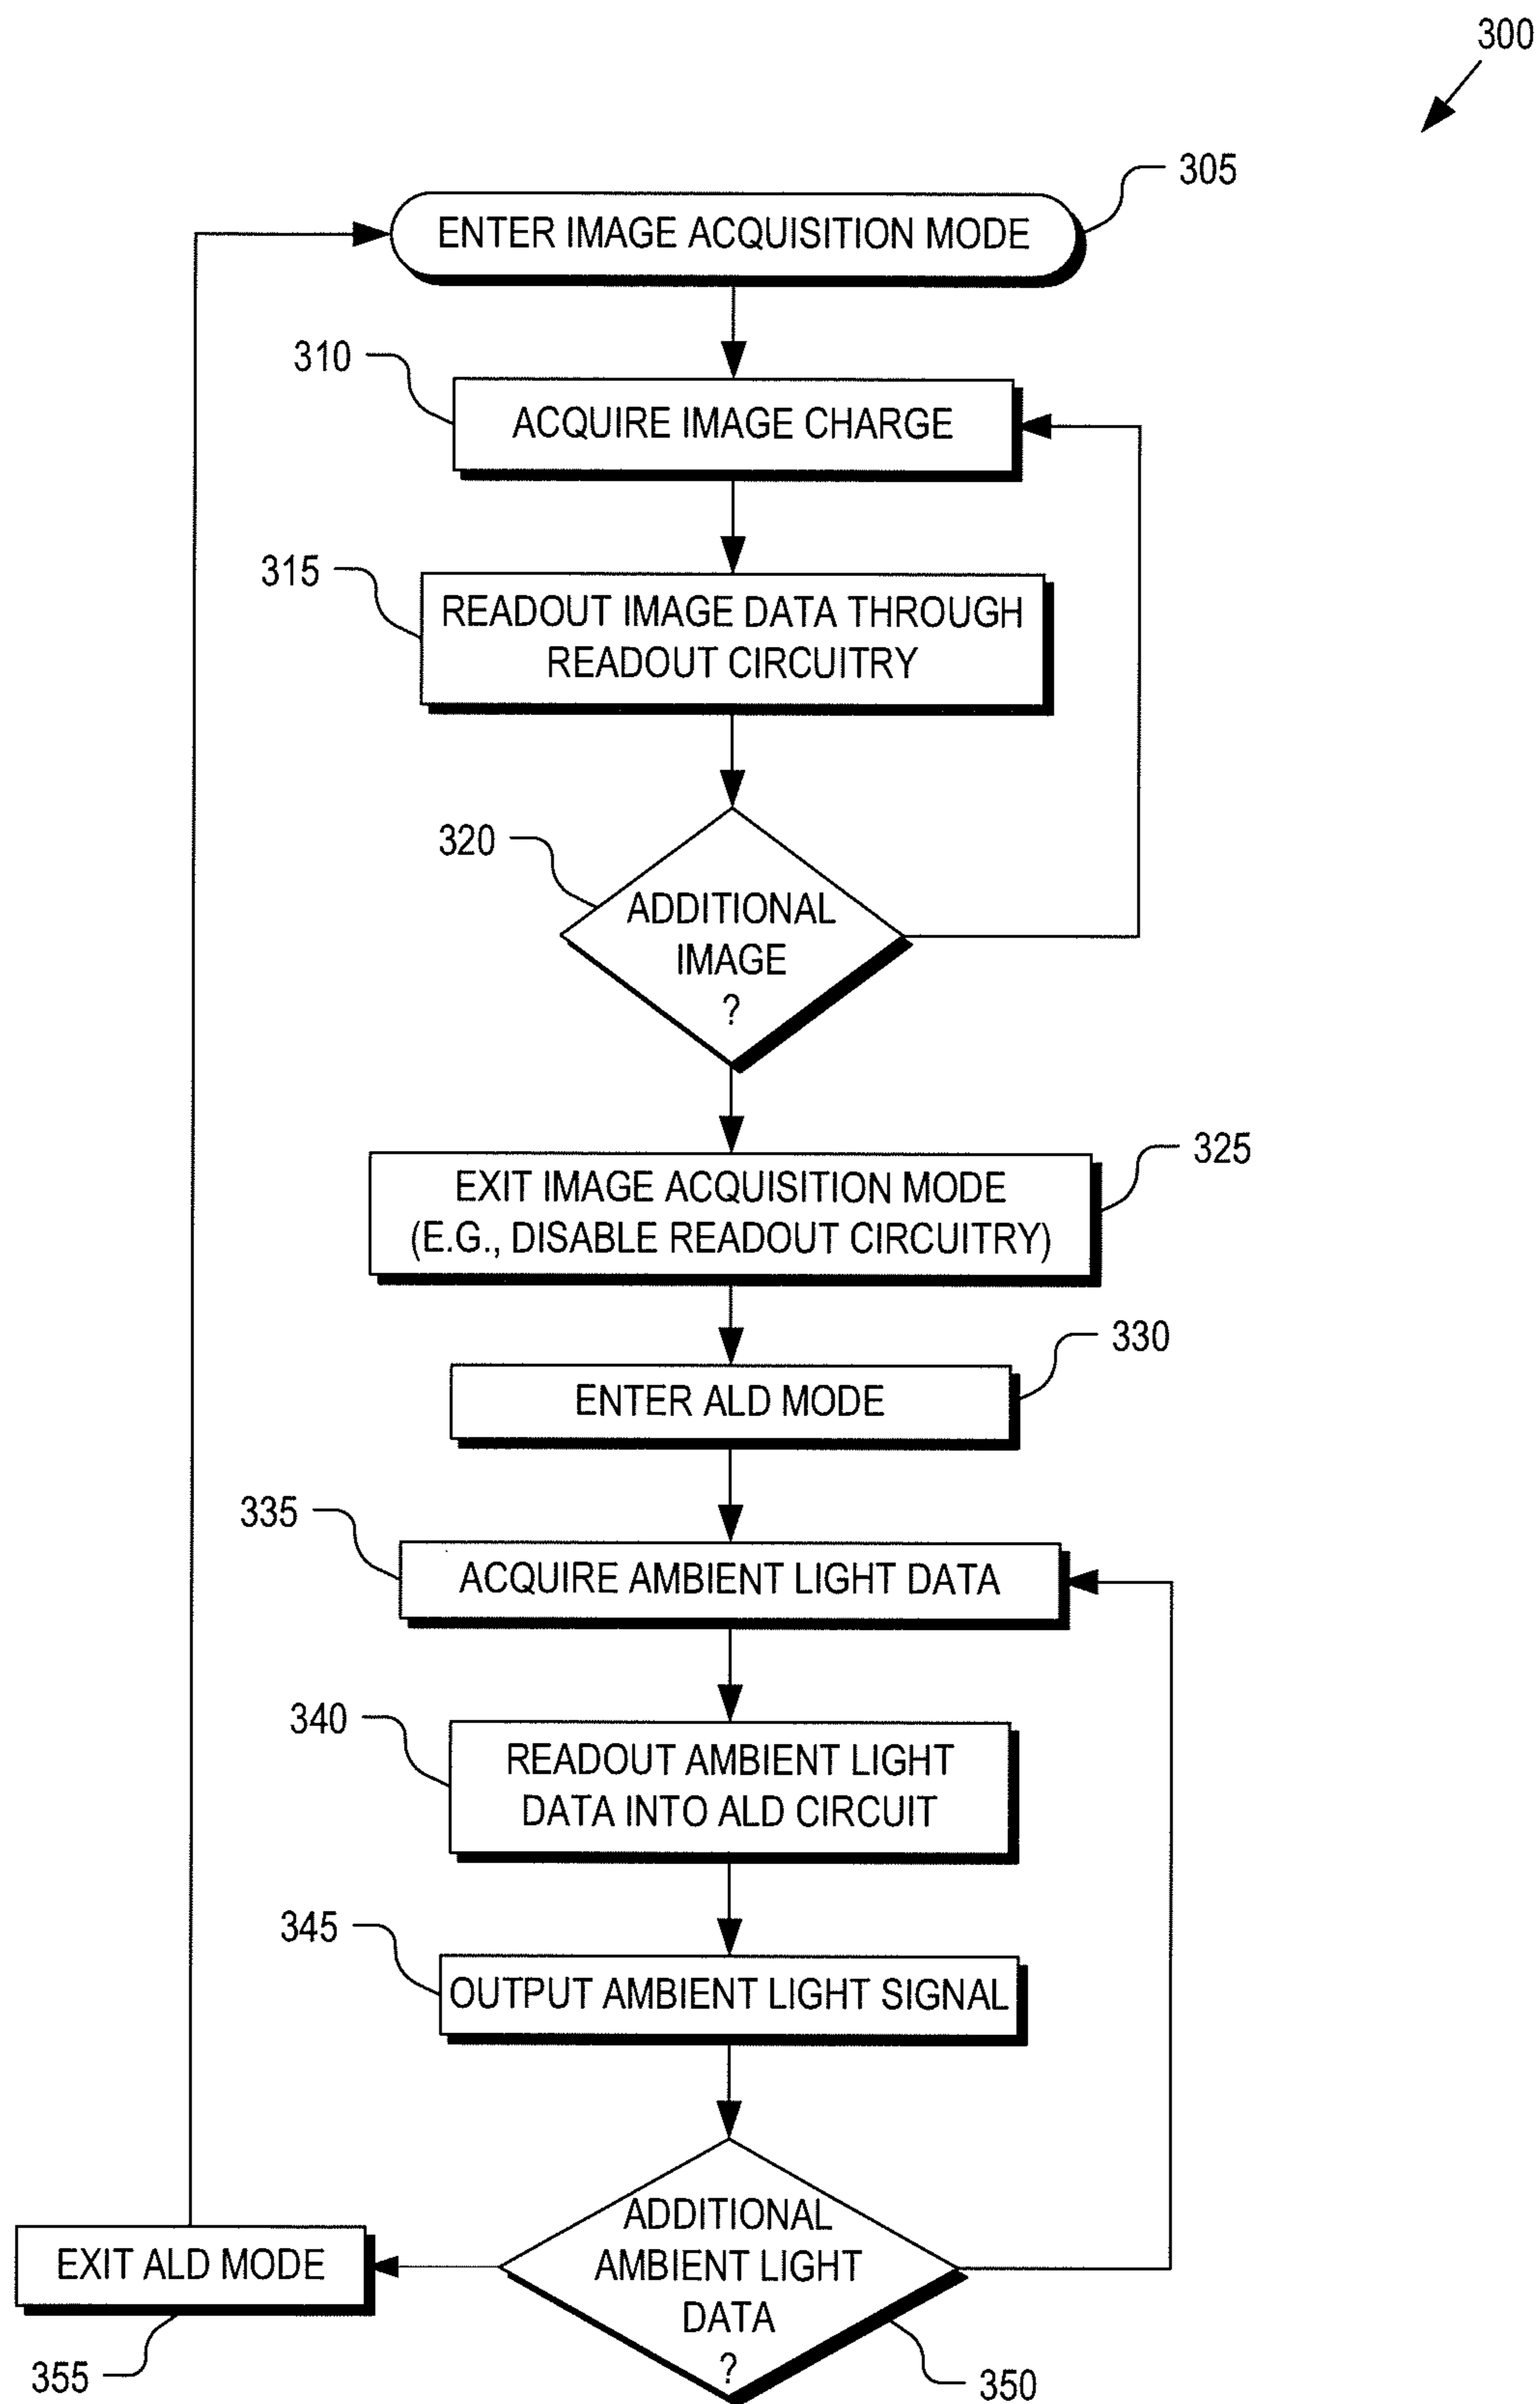 300
305
ENTER IMAGE ACQUISITION MODE
310
ACQUIRE IMAGE CHARGE
315
READOUT IMAGE DATA THROUGH
READOUT CIRCUITRY
320
ADDITIONAL
IMAGE
?
325
EXIT IMAGE ACQUISITION MODE
(E.G., DISABLE READOUT CIRCUITRY)
330
ENTER ALD MODE
335
ACQUIRE AMBIENT LIGHT DATA
340
READOUT AMBIENT LIGHT
DATA INTO ALD CIRCUIT
345
OUTPUT AMBIENT LIGHT SIGNAL
ADDITIONAL
AMBIENT LIGHT
DATA
?
350
EXIT ALD MODE
355